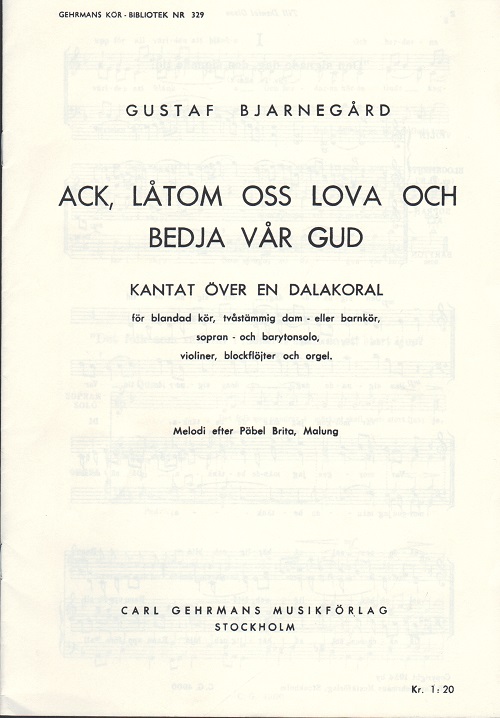 GEHRMANS KÖR - BIBLIOTEK NR 329
GUSTAF BJARNEGÅRD
ACK, LÅTOM OSS LOVA OCH
BEDJA VÅR GUD
KANTAT ÖVER EN DALAKORAL
för blandad kör, tvåstämmig dam - eller barnkör,
sopran - och barytonsolo,
violiner, blockflöjter och orgel.
Melodi efter Päbel Brita, Malung
CARL GEHRMANS MUSIKFÖRLAG
STOCKHOLM
Kr. 1:20